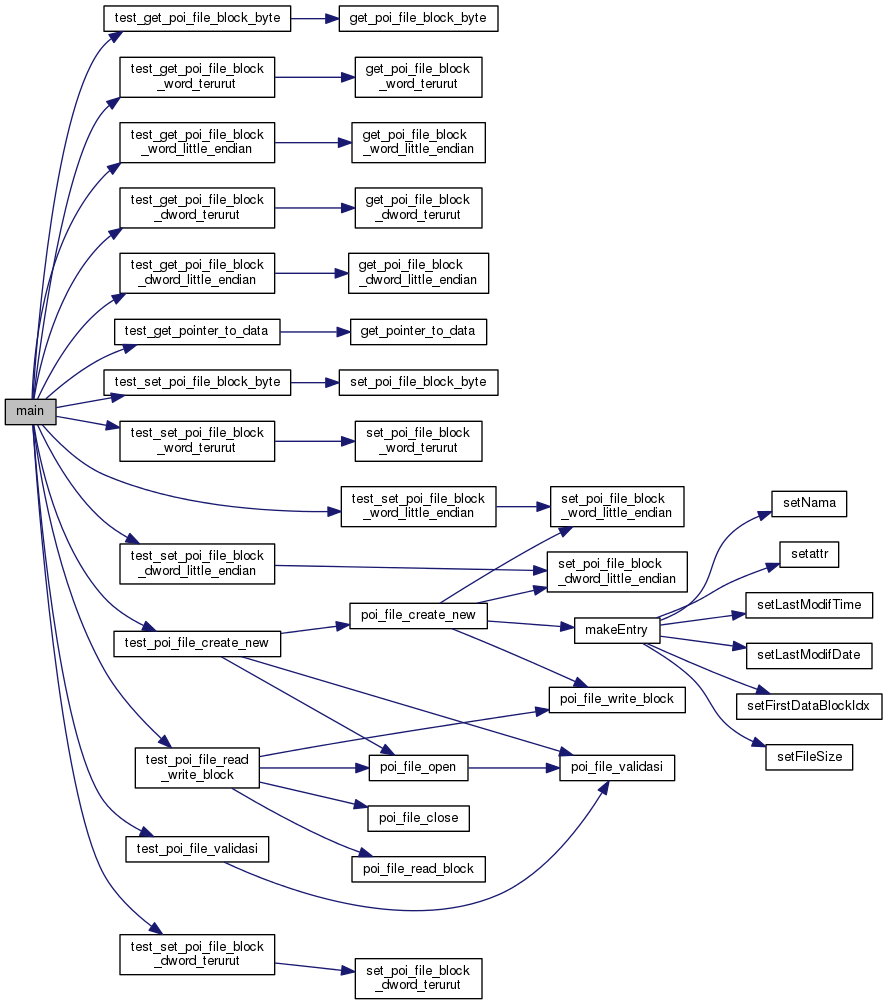 test_get_poi_file_block_byte
get_poi_file_block_byte
test_get_poi_file_block
_word_terurut
get_poi_file_block
_word_terurut
test_get_poi_file_block
_word_little_endian
get_poi_file_block
_word_little_endian
test_get_poi_file_block
_dword_terurut
get_poi_file_block
_dword_terurut
test_get_poi_file_block
_dword_little_endian
get_poi_file_block
_dword_little_endian
test_get_pointer_to_data
get_pointer_to_data
test_set_poi_file_block_byte
set_poi_file_block_byte
main
test_set_poi_file_block
_word_terurut
set_poi_file_block
_word_terurut
test_set_poi_file_block
_word_little_endian
set_poi_file_block
_word_little_endian
setNama
test_set_poi_file_block
_dword_little_endian
set_poi_file_block
_dword_little_endian
setattr
test_poi_file_create_new
poi_file_create_new
makeEntry
setLastModifTime
setLastModifDate
poi_file_write_block
setFirstDataBlockIdx
test_poi_file_read
_write_block
poi_file_open
poi_file_validasi
setFileSize
poi_file_close
test_poi_file_validasi
poi_file_read_block
test_set_poi_file_block
_dword_terurut
set_poi_file_block
_dword_terurut